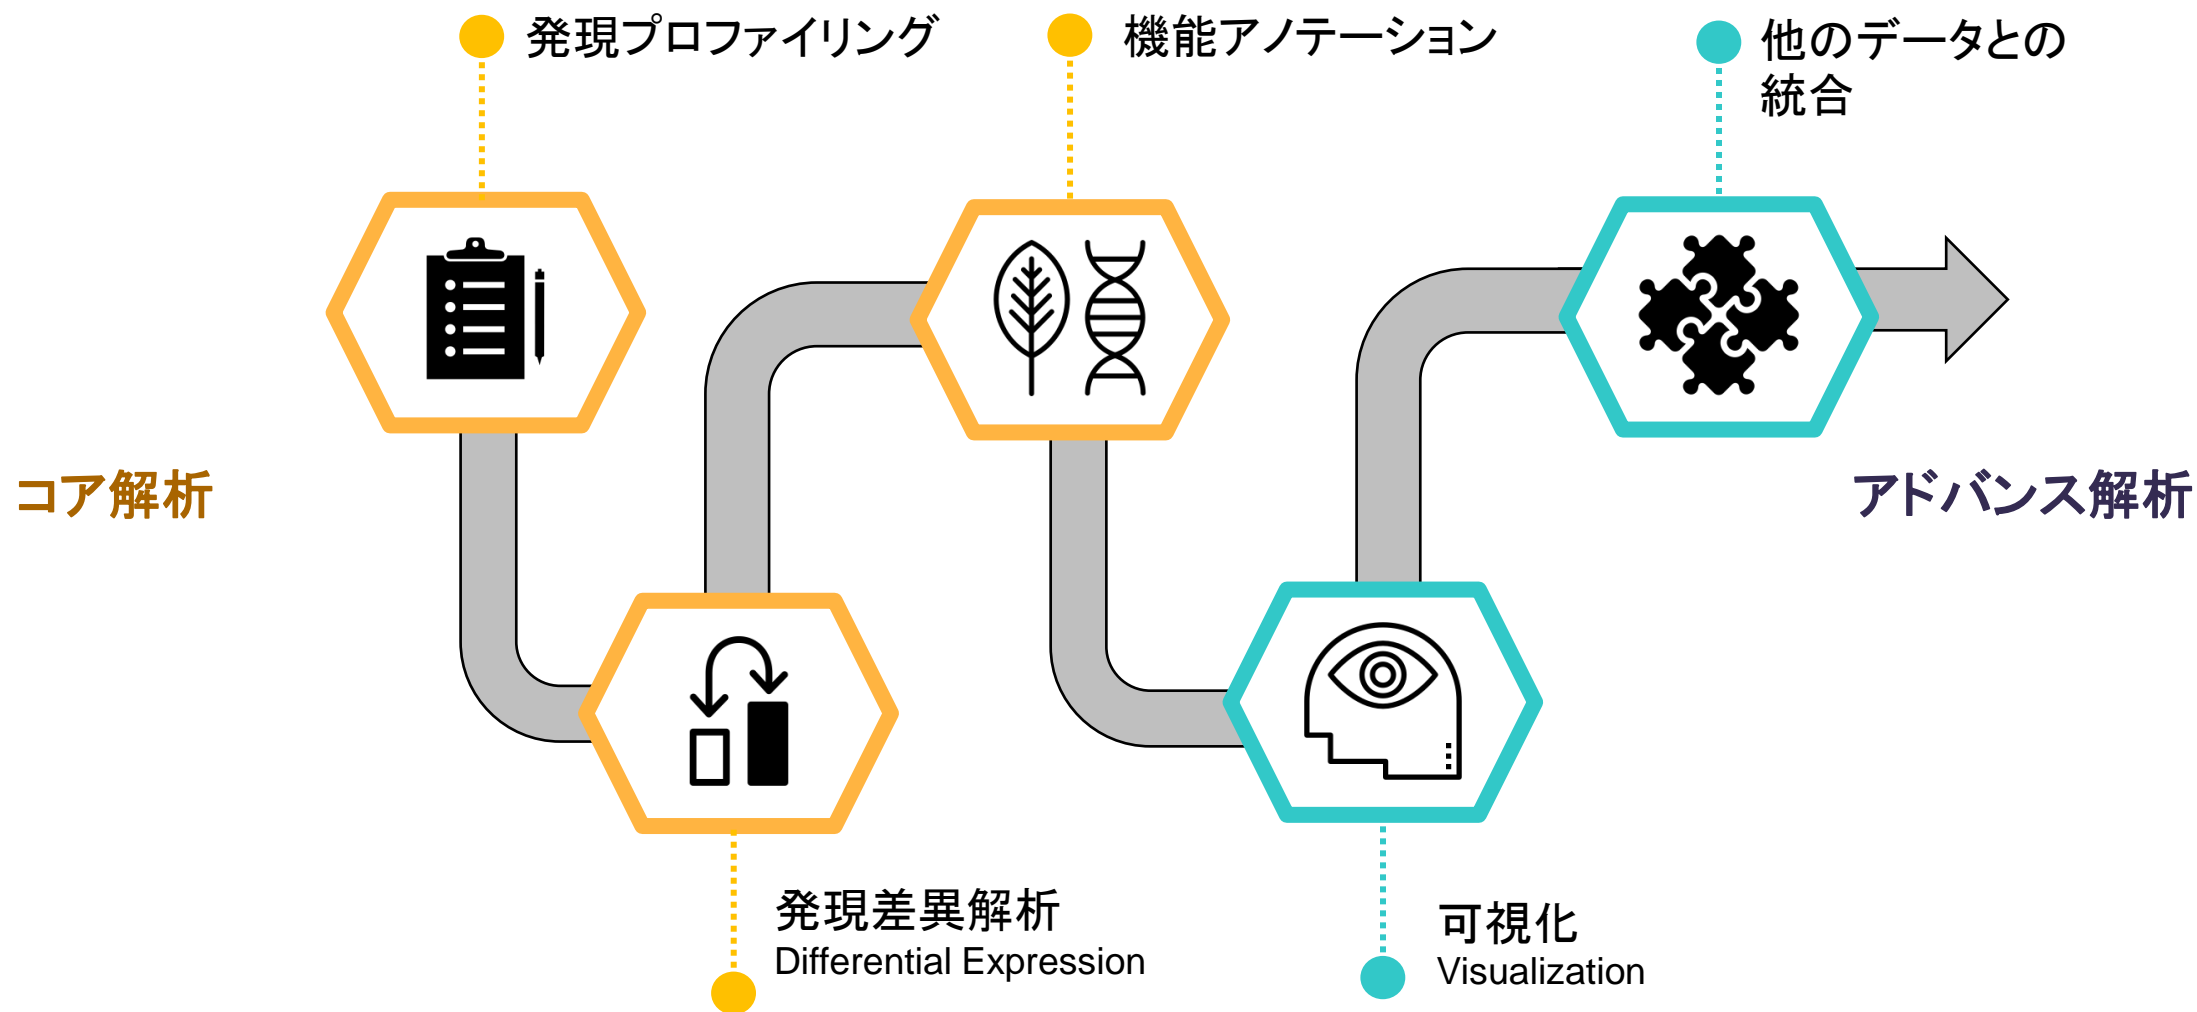 発現プロファイリング
機能アノテーション
他のデータとの
統合
コア解析
アドバンス解析
発現差異解析
Differential Expression
可視化
Visualization